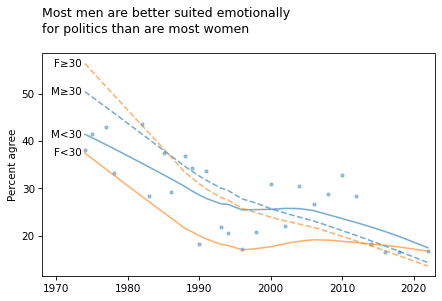 Most men are better suited emotionally
for politics than are most women
F≥30
M≥30
M<30
F<30
Percent agree
50
40
30
20
1970 1980 1990 2000 2010 2020